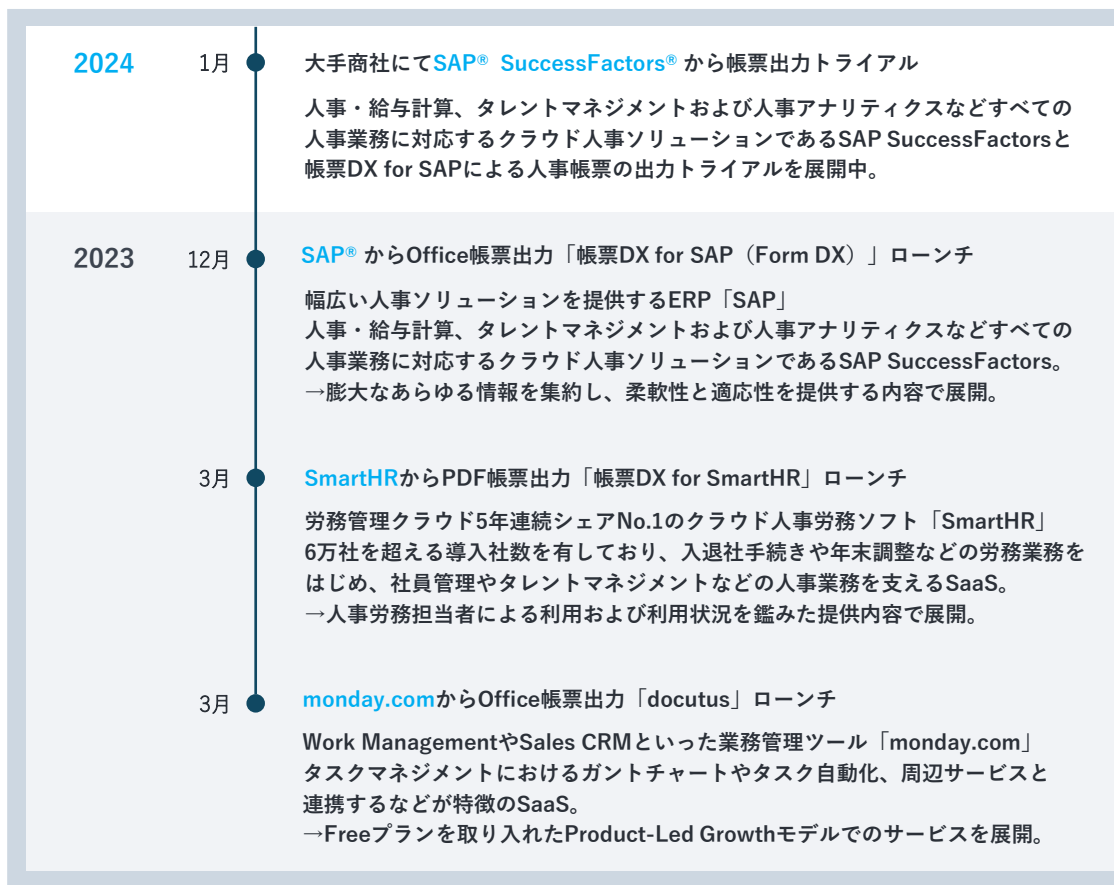 2024
1月
大手商社にてSAP® SuccessFactors® から帳票出力トライアル
人事・給与計算、タレントマネジメントおよび人事アナリティクスなどすべての
人事業務に対応するクラウド人事ソリューションであるSAP SuccessFactorsと
帳票DX for SAPによる人事帳票の出力トライアルを展開中。
2023
12月
SAP® からOffice帳票出力「帳票DX for SAP（Form DX）」ローンチ
幅広い人事ソリューションを提供するERP「SAP」
人事・給与計算、タレントマネジメントおよび人事アナリティクスなどすべての
人事業務に対応するクラウド人事ソリューションであるSAP SuccessFactors。
→膨大なあらゆる情報を集約し、柔軟性と適応性を提供する内容で展開。
3月
SmartHRからPDF帳票出力「帳票DX for SmartHR」ローンチ
労務管理クラウド5年連続シェアNo.1のクラウド人事労務ソフト「SmartHR」
6万社を超える導入社数を有しており、入退社手続きや年末調整などの労務業務を
はじめ、社員管理やタレントマネジメントなどの人事業務を支えるSaaS。
→人事労務担当者による利用および利用状況を鑑みた提供内容で展開。
3月
monday.comからOffice帳票出力「docutus」ローンチ
Work ManagementやSales CRMといった業務管理ツール「monday.com」
タスクマネジメントにおけるガントチャートやタスク自動化、周辺サービスと
連携するなどが特徴のSaaS。
→Freeプランを取り入れたProduct-Led Growthモデルでのサービスを展開。